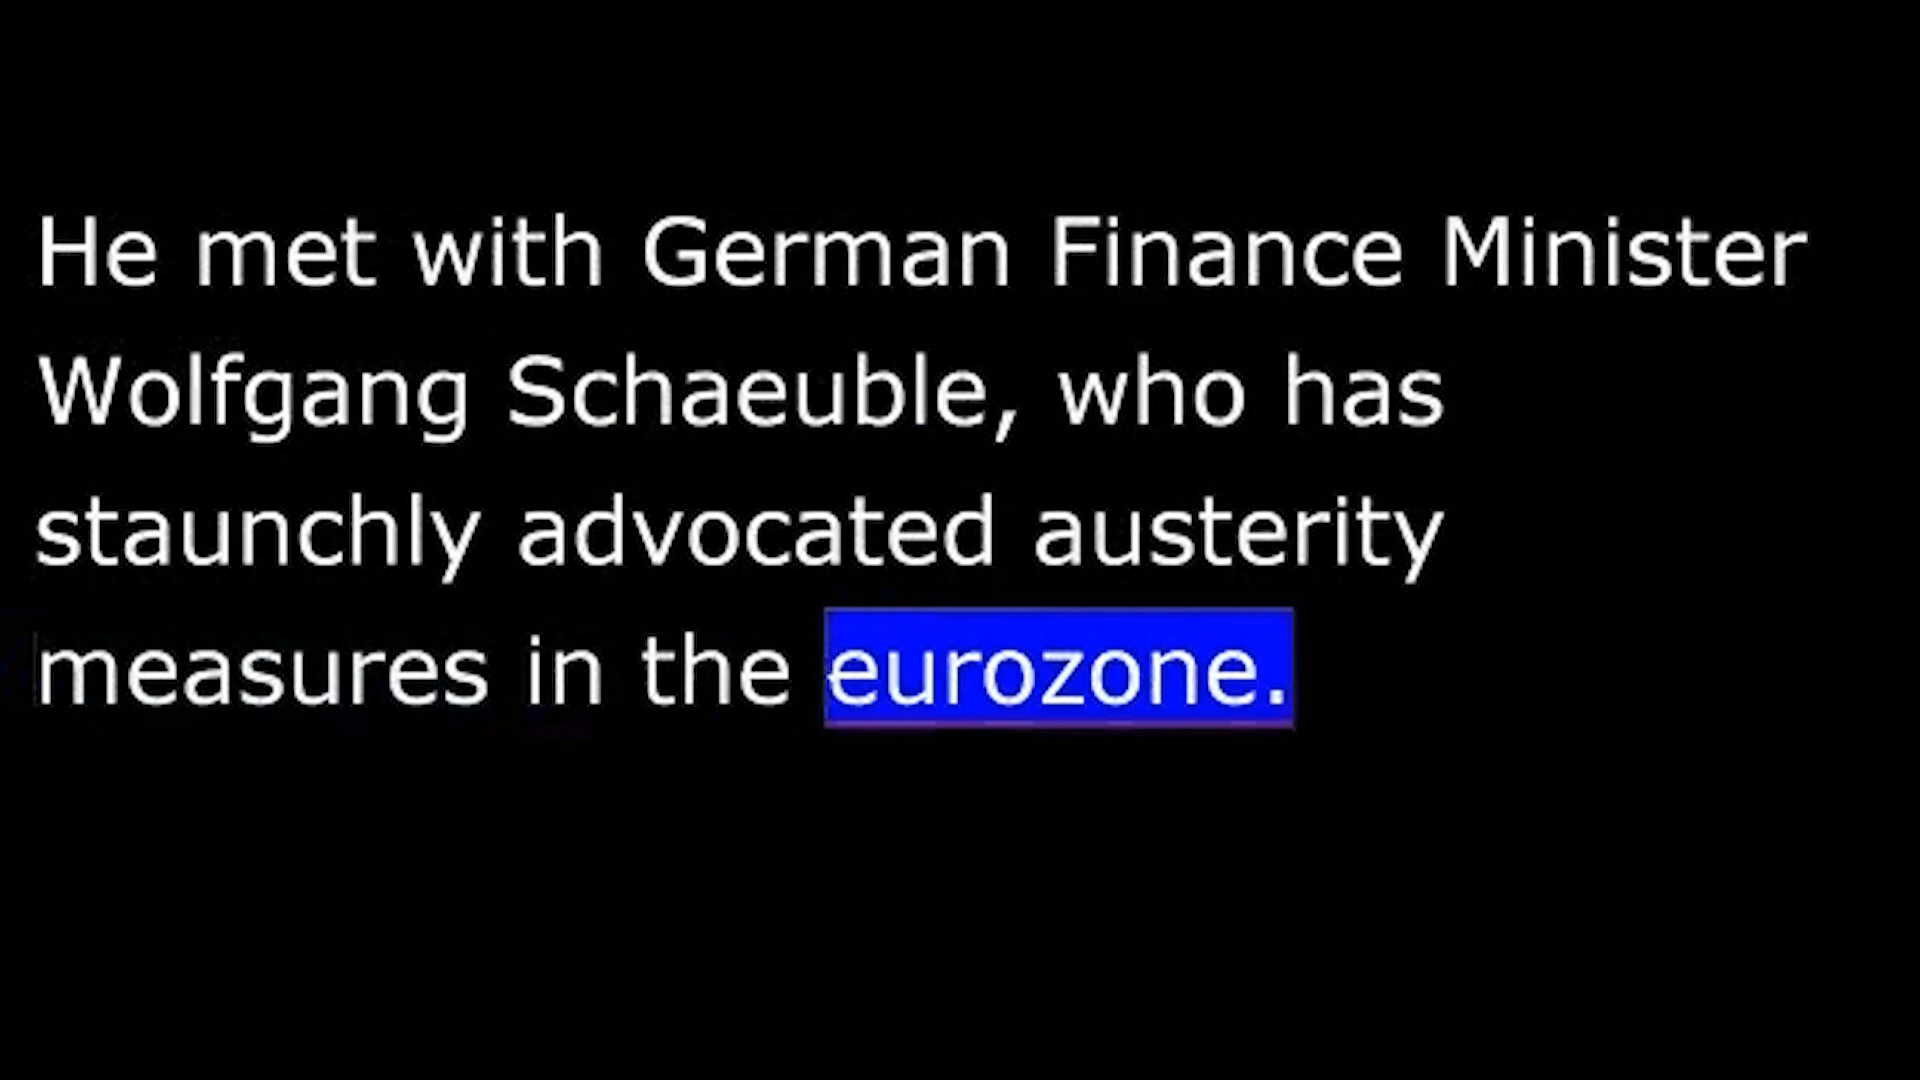 He met with German Finance Minister
Wolfgang Schaeuble, who has
staunchly advocated austerity
measures in the eurozone.